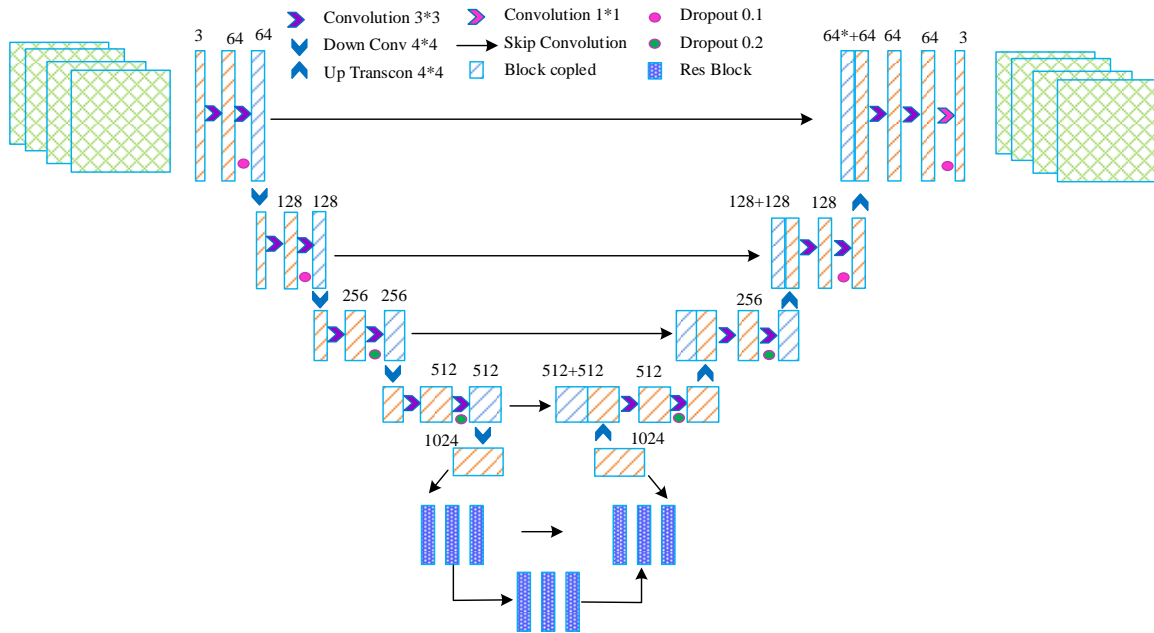 Convolution 3*3
Convolution 1*1
Dropout 0.1
Down Conv 4*4
Skip Convolution
Dropout 0.2
Up Transcon 4*4
Block copled
Res Block
3 64 64
64*+64 64 64 3
128 128
128+128 128
256 256
256
512 512
512+512 512
1024
1024